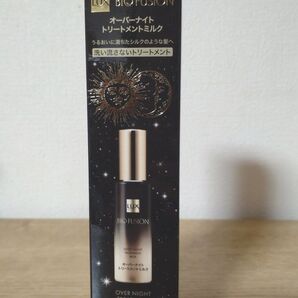 LUX BIO FUSION
オーバーナイト
トリートメントミルク
うるおいに満ちたシルクのような髪へ
洗い流さないトリートメント
LUX
BIO FUSION
オーバーナイト
トリートメントミルク
OVER NIGHT